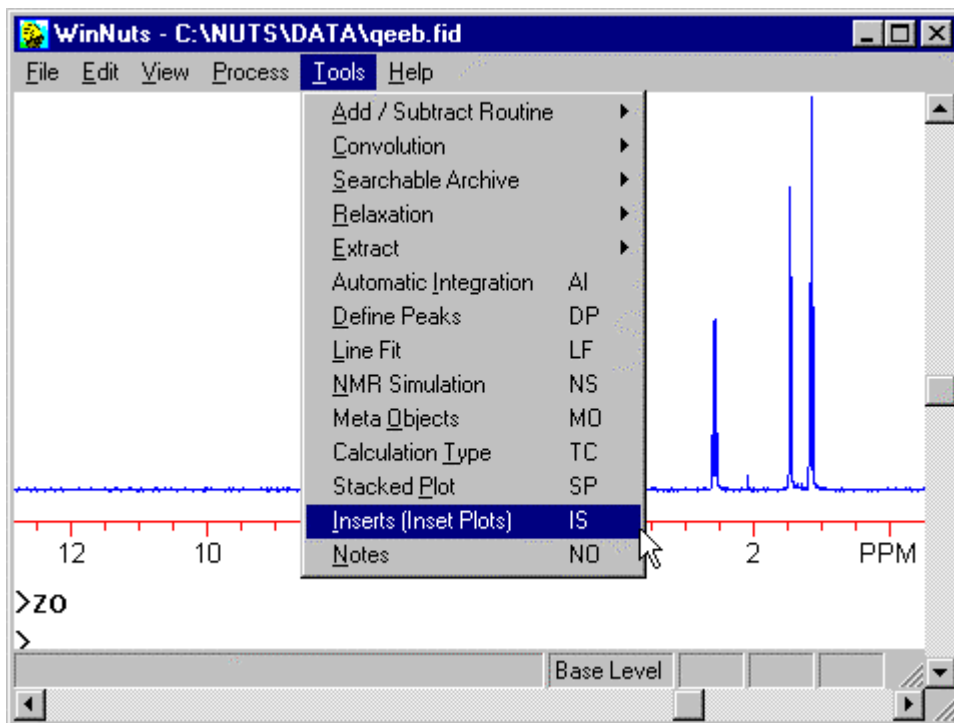 WinNuts - C:\NUTS\DATA\qeeb.fid
File Edit View Process Tools Help
Add / Subtract Routine
Convolution
Searchable Archive
Relaxation
Extract
Automatic Integration AI
Define Peaks DP
Line Fit LF
NMR Simulation NS
Meta Objects MO
Calculation Type TC
Stacked Plot SP
Inserts (Inset Plots) IS
Notes NO
12 10 2 PPM
>zo
>
Base Level